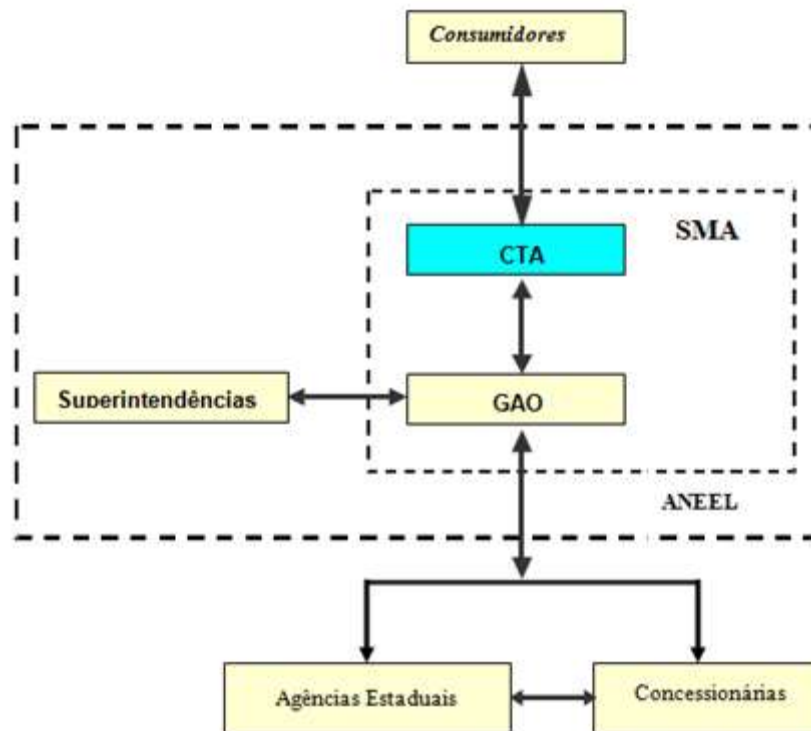 Consumidores
SMA
CTA
Superintendências
GAO
ANEEL
Agências Estaduais
Concessionárias